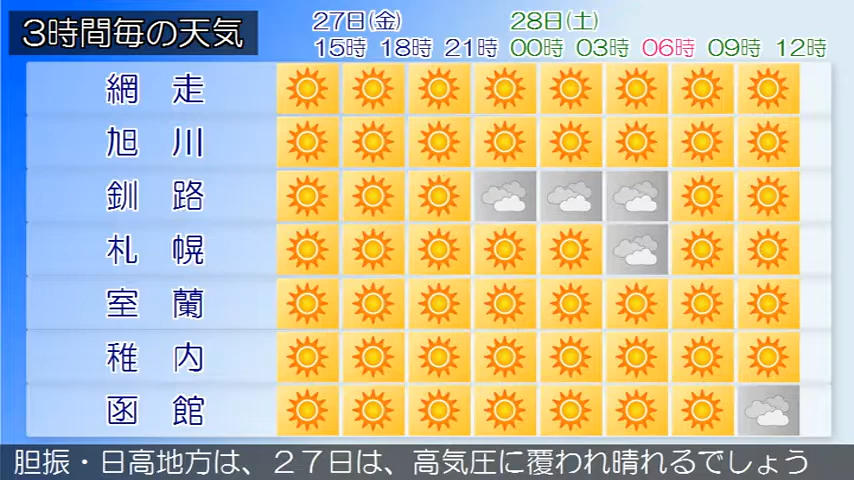 3時間毎の天気
27日(金) 28日(土)
15時 18時 21時 00時 03時 06時 09時 12時
網走
旭川
釧路
札幌
室蘭
稚内
函館
胆振・日高地方は、２７日は、高気圧に覆われ晴れるでしょう